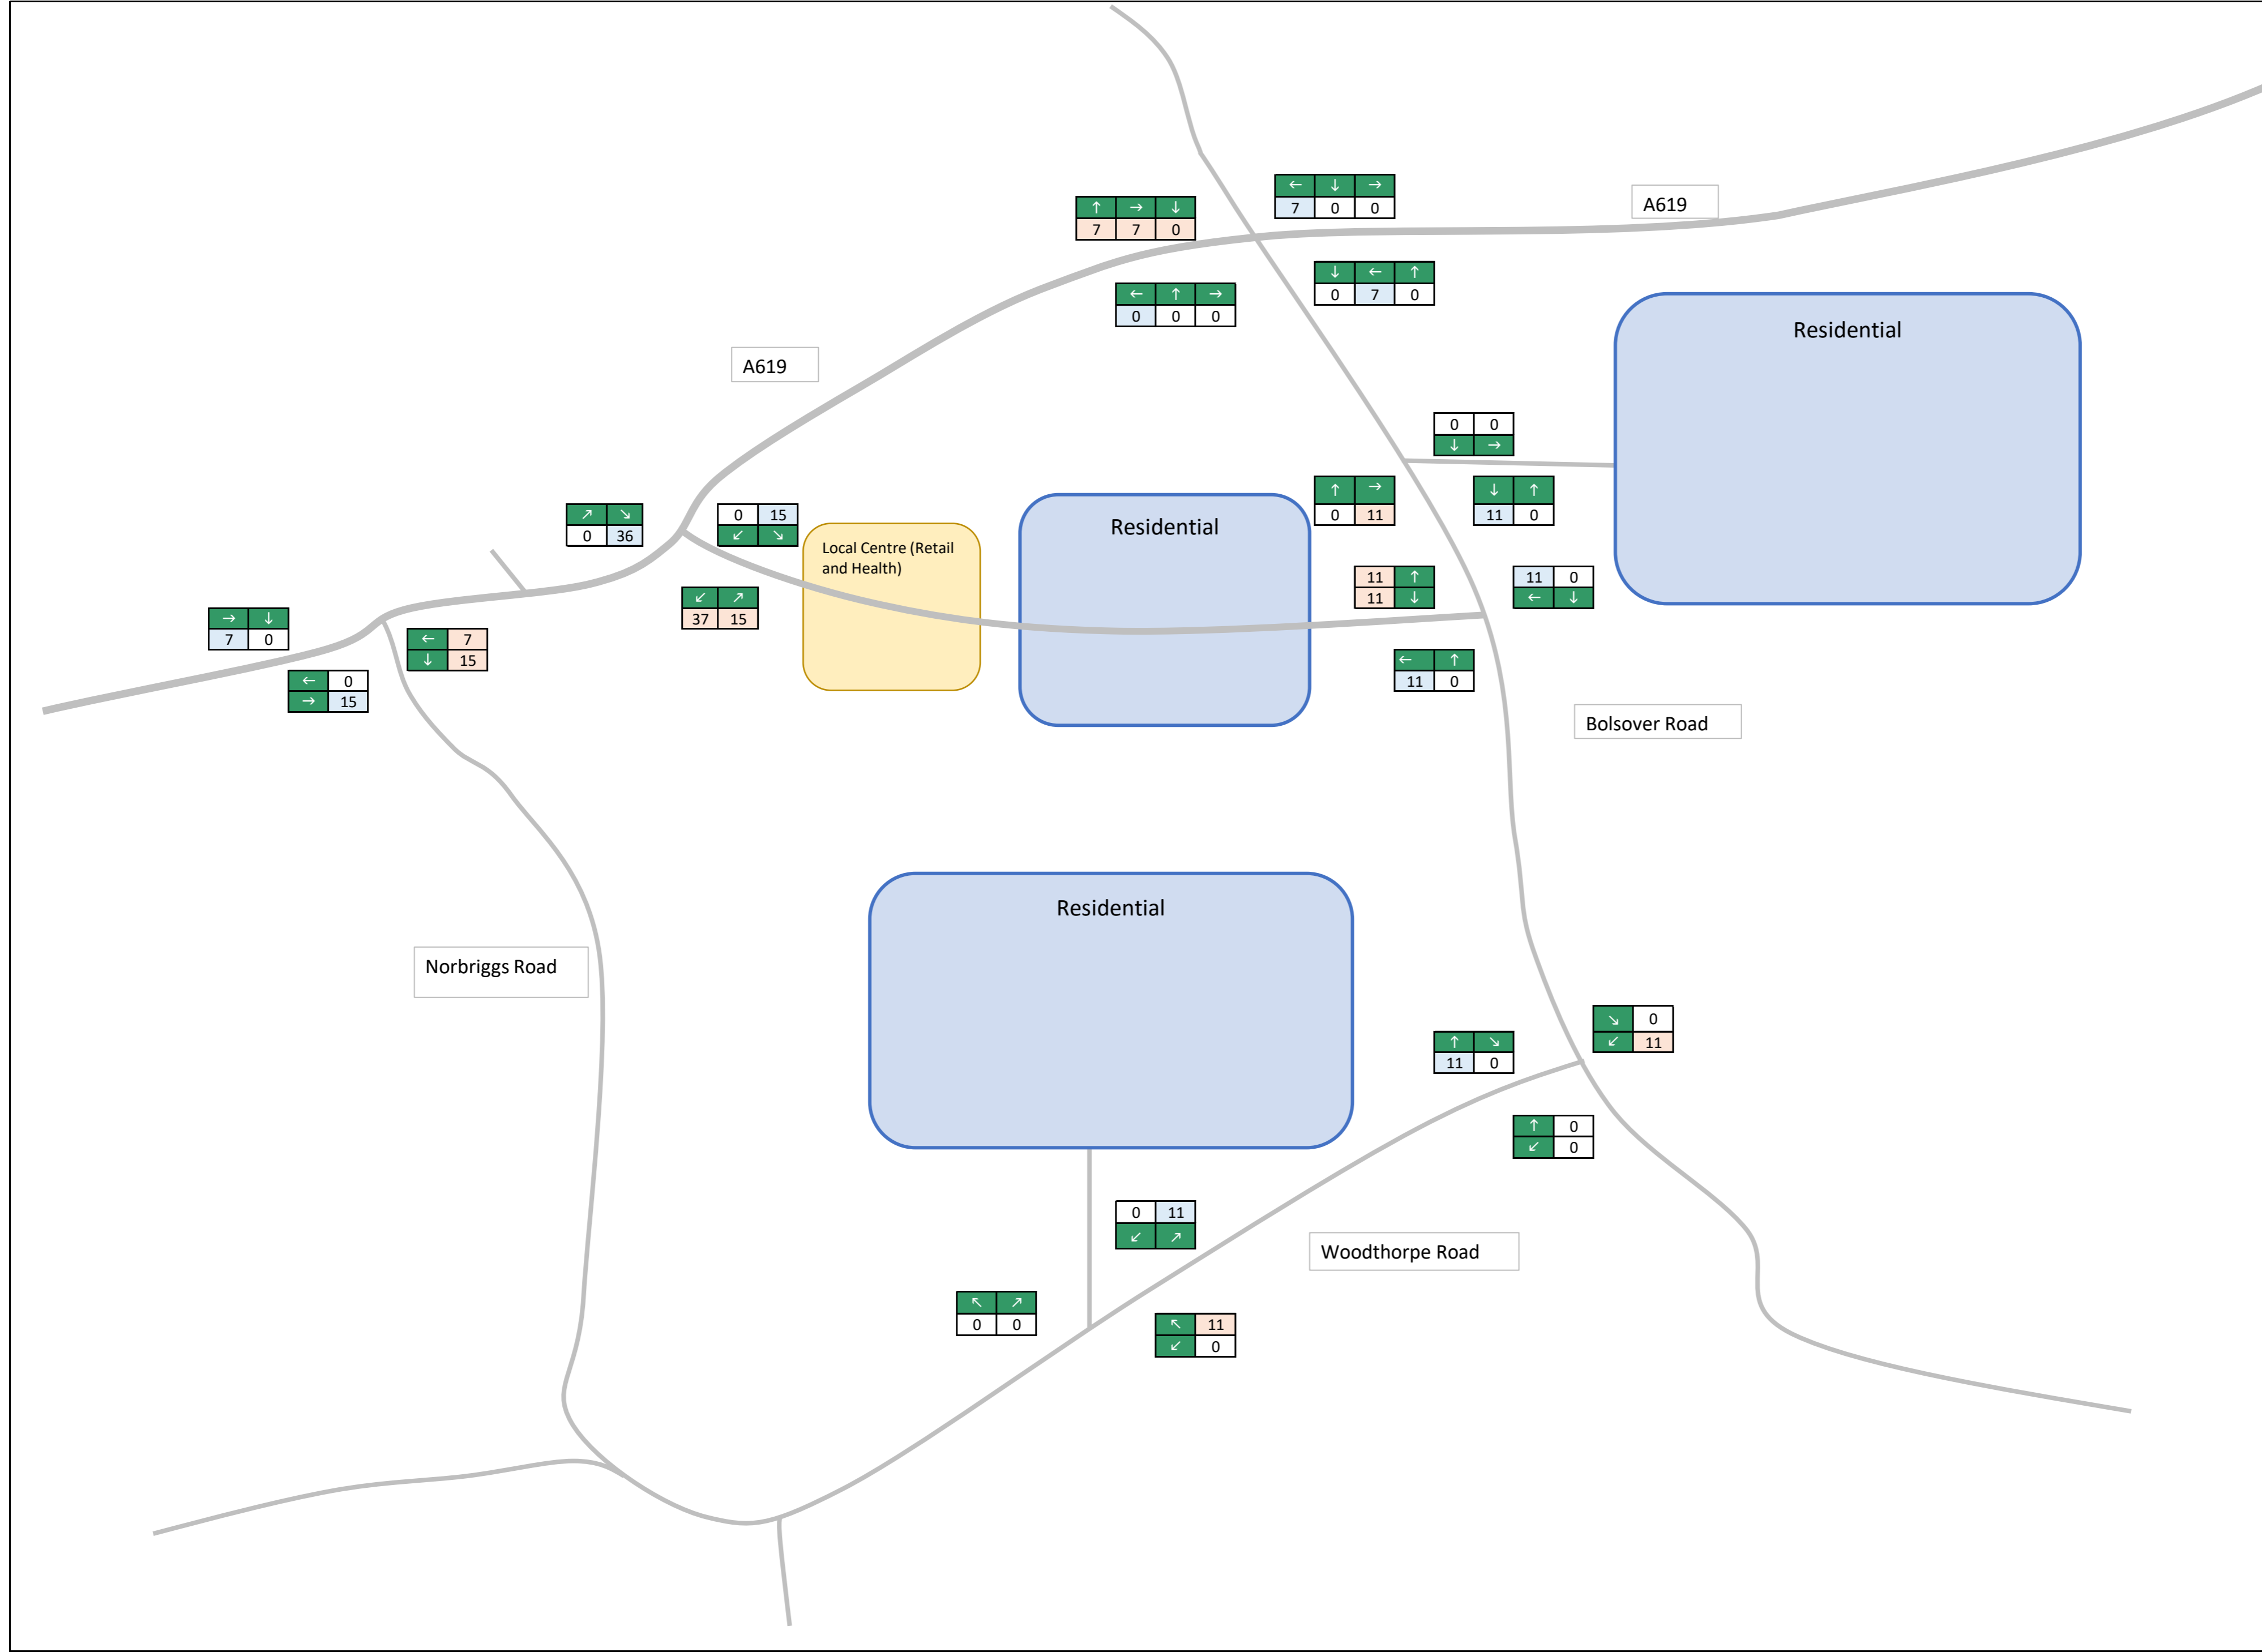 ← ↓ →
7 0 0
A619
↑ → ↓
7 7 0
↓ ← ↑
0 7 0
← ↑ →
0 0 0
Residential
A619
0 0
↓ →
↑ →
0 11
↓ ↑
11 0
↗ ↘
0 36
0 15
↙ ↘
Local Centre (Retail
and Health)
Residential
11 ↑
11 ↓
11 0
← ↓
↙ ↗
37 15
→ ↓
7 0
← 7
↓ 15
← 0
→ 15
← ↑
11 0
Bolsover Road
Residential
Norbriggs Road
↘ 0
↙ 11
↑ ↘
11 0
↑ 0
↙ 0
0 11
↙ ↗
Woodthorpe Road
↖ ↗
0 0
↖ 11
↙ 0